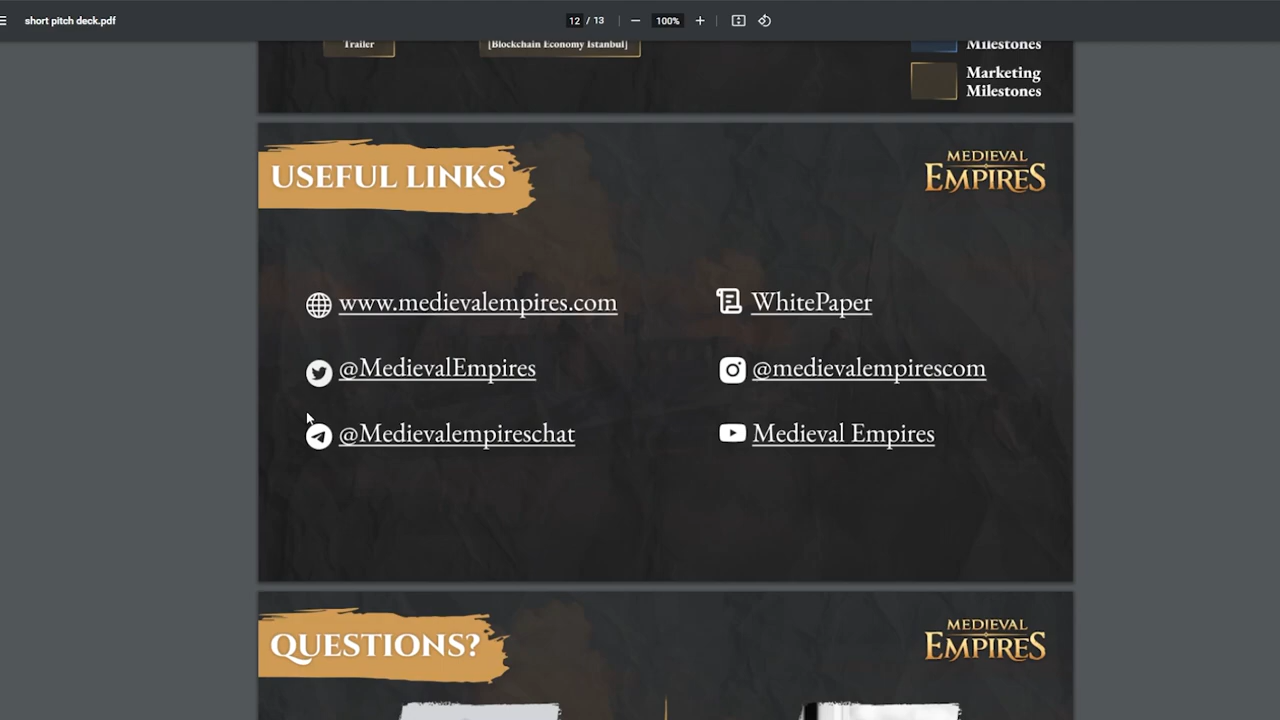 short pitch deck.pdf
12 / 13
100%
Trailer
[Blockchain Economy Istanbul]
Milestones
Marketing
Milestones
USEFUL LINKS
MEDIEVAL
EMPIRES
www.medievalempires.com
WhitePaper
@MedievalEmpires
@medievalempirescom
@Medievalempireschat
Medieval Empires
QUESTIONS?
MEDIEVAL
EMPIRES